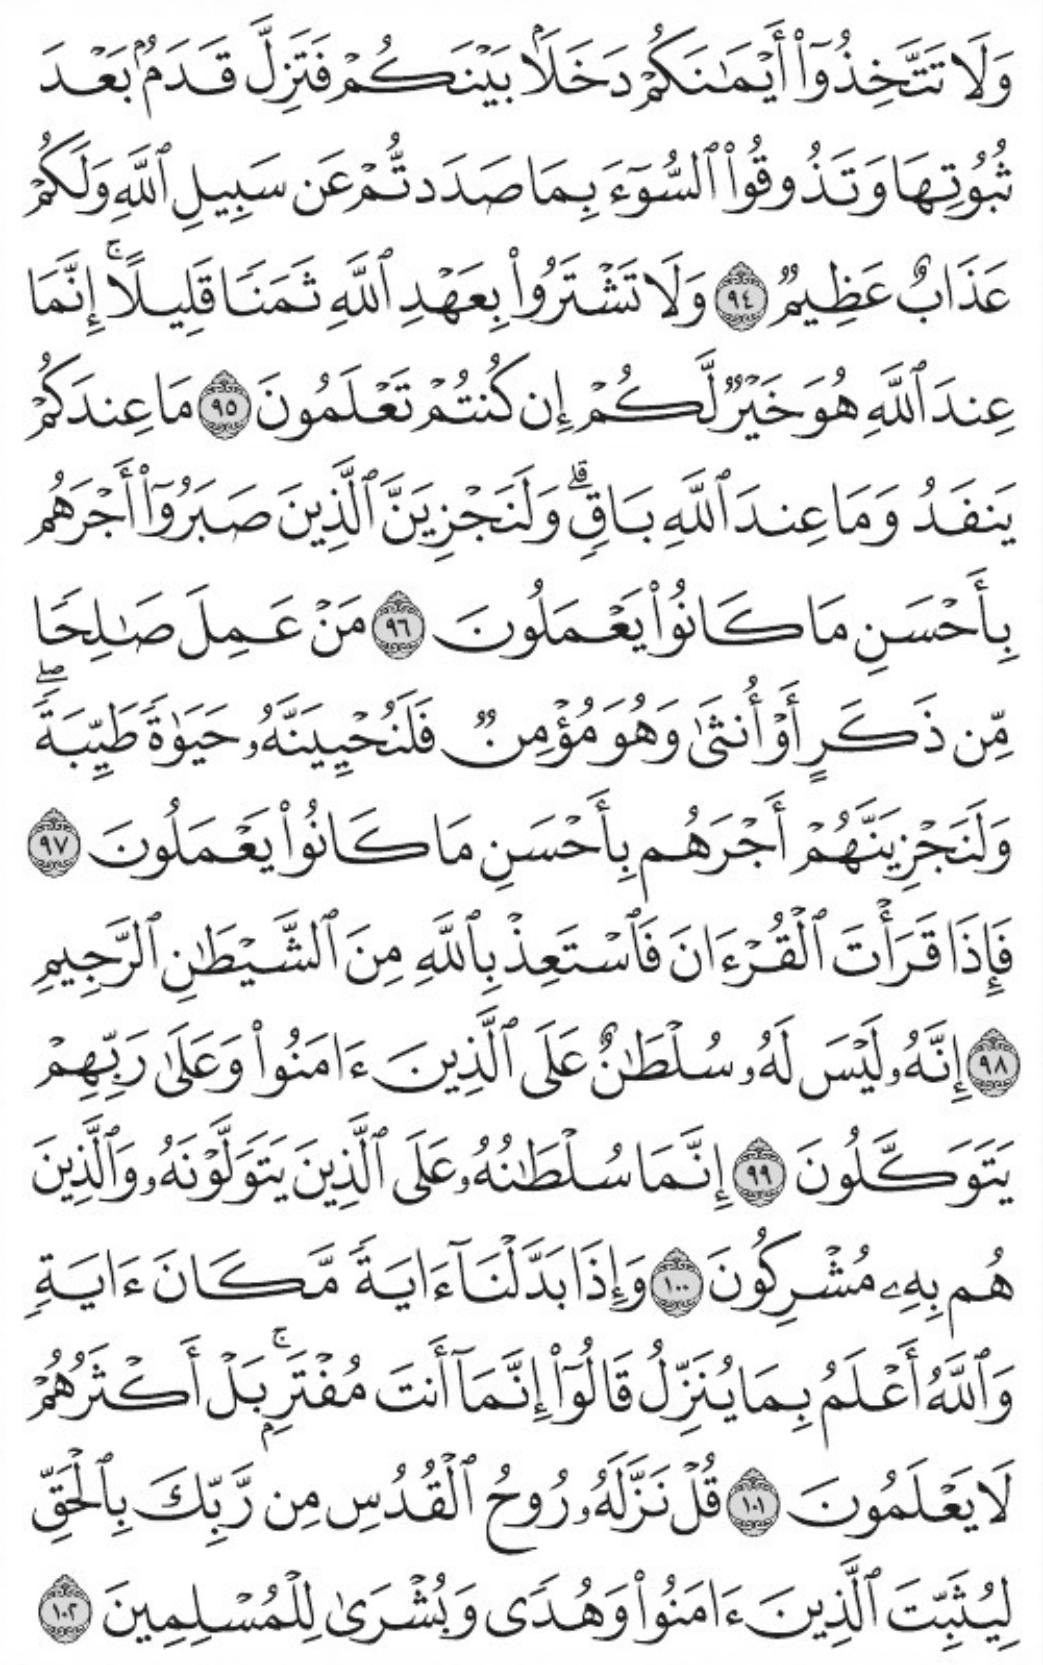 وَلَا تَتَّخِذُوٓا۟ أَيْمَٰنَكُمْ دَخَلًۢا بَيْنَكُمْ فَتَزِلَّ قَدَمٌۢ بَعْدَ
ثُبُوتِهَا وَتَذُوقُوا۟ ٱلسُّوٓءَ بِمَا صَدَدتُّمْ عَن سَبِيلِ ٱللَّهِ وَلَكُمْ
عَذَابٌ عَظِيمٌ ٩٤ وَلَا تَشْتَرُوا۟ بِعَهْدِ ٱللَّهِ ثَمَنًا قَلِيلًا ۚ إِنَّمَا
عِندَ ٱللَّهِ هُوَ خَيْرٌ لَّكُمْ إِن كُنتُمْ تَعْلَمُونَ ٩٥ مَا عِندَكُمْ
يَنفَدُ وَمَا عِندَ ٱللَّهِ بَاقٍ ۗ وَلَنَجْزِيَنَّ ٱلَّذِينَ صَبَرُوٓا۟ أَجْرَهُم
بِأَحْسَنِ مَا كَانُوا۟ يَعْمَلُونَ ٩٦ مَنْ عَمِلَ صَٰلِحًا
مِّن ذَكَرٍ أَوْ أُنثَىٰ وَهُوَ مُؤْمِنٌ فَلَنُحْيِيَنَّهُۥ حَيَوٰةً طَيِّبَةً ۖ
وَلَنَجْزِيَنَّهُمْ أَجْرَهُم بِأَحْسَنِ مَا كَانُوا۟ يَعْمَلُونَ ٩٧
فَإِذَا قَرَأْتَ ٱلْقُرْءَانَ فَٱسْتَعِذْ بِٱللَّهِ مِنَ ٱلشَّيْطَٰنِ ٱلرَّجِيمِ
٩٨ إِنَّهُۥ لَيْسَ لَهُۥ سُلْطَٰنٌ عَلَى ٱلَّذِينَ ءَامَنُوا۟ وَعَلَىٰ رَبِّهِمْ
يَتَوَكَّلُونَ ٩٩ إِنَّمَا سُلْطَٰنُهُۥ عَلَى ٱلَّذِينَ يَتَوَلَّوْنَهُۥ وَٱلَّذِينَ
هُم بِهِۦ مُشْرِكُونَ ١٠٠ وَإِذَا بَدَّلْنَآ ءَايَةً مَّكَانَ ءَايَةٍ
وَٱللَّهُ أَعْلَمُ بِمَا يُنَزِّلُ قَالُوٓا۟ إِنَّمَآ أَنتَ مُفْتَرٍۭ ۚ بَلْ أَكْثَرُهُمْ
لَا يَعْلَمُونَ ١٠١ قُلْ نَزَّلَهُۥ رُوحُ ٱلْقُدُسِ مِن رَّبِّكَ بِٱلْحَقِّ
لِيُثَبِّتَ ٱلَّذِينَ ءَامَنُوا۟ وَهُدًى وَبُشْرَىٰ لِلْمُسْلِمِينَ ١٠٢